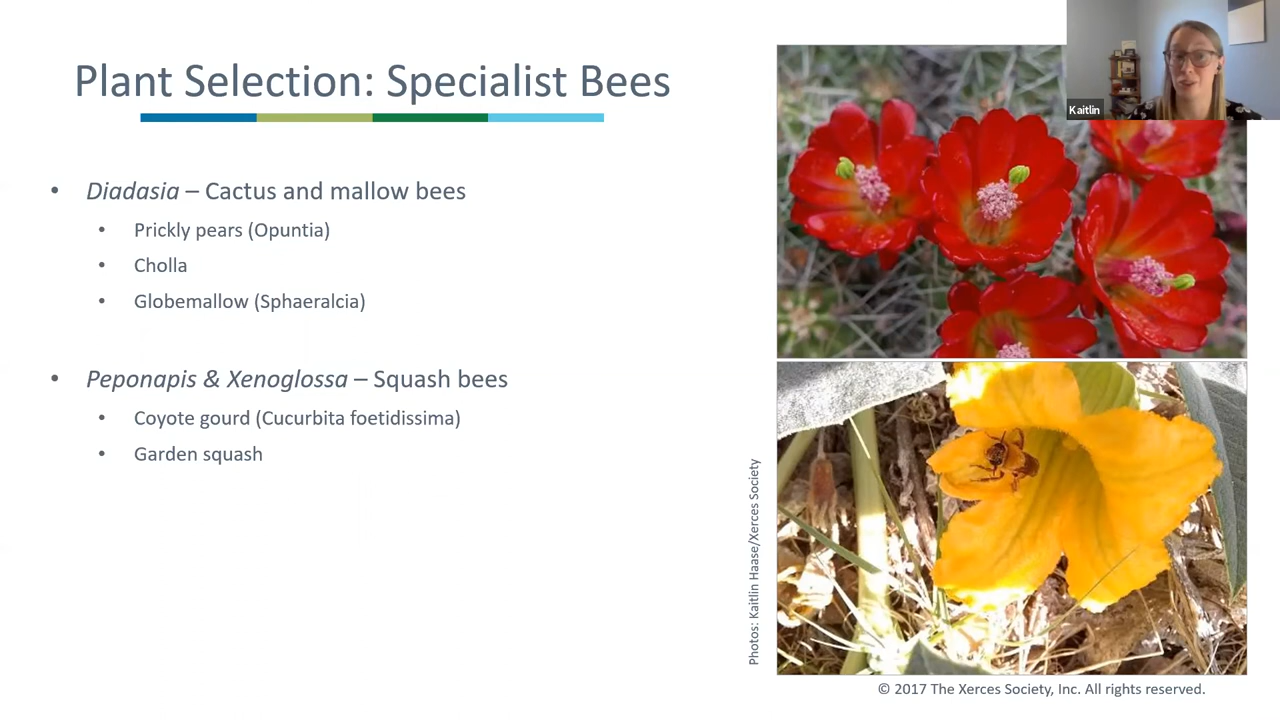 Plant Selection: Specialist Bees
Kaitlin
• Diadasia – Cactus and mallow bees
• Prickly pears (Opuntia)
• Cholla
• Globemallow (Sphaeralcia)
• Peponapis & Xenoglossa – Squash bees
• Coyote gourd (Cucurbita foetidissima)
• Garden squash
Photos: Kaitlin Haase/Xerces Society
© 2017 The Xerces Society, Inc. All rights reserved.